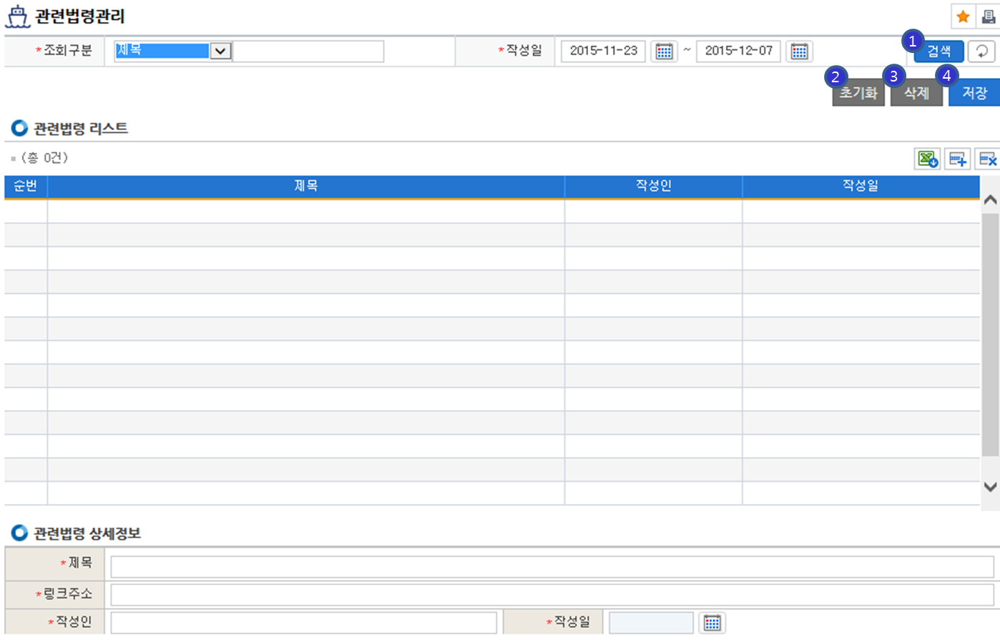 관련법령관리
*조회구분 제목 *작성일 2015-11-23 ~ 2015-12-07 1 검색
2 초기화 3 삭제 4 저장
관련법령 리스트
(총 0건)
순번 제목 작성인 작성일
관련법령 상세정보
*제목
*링크주소
*작성인 *작성일